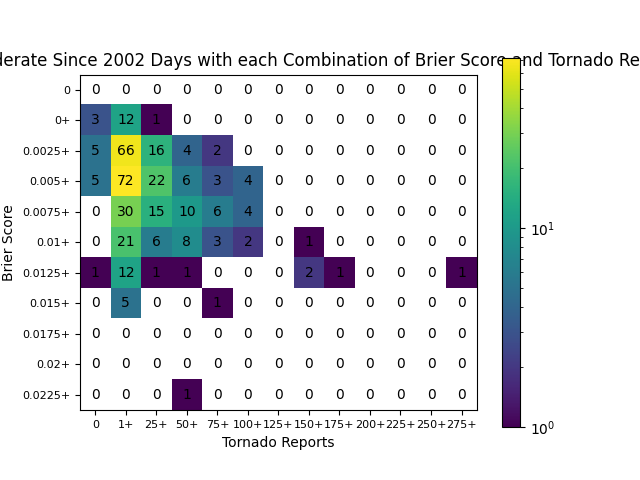 derate Since 2002 Days with each Combination of Brier Score and Tornado Re
0 0 0 0 0 0 0 0 0 0 0 0 0 0
0+ 3 12 1 0 0 0 0 0 0 0 0 0 0
0.0025+ 5 66 16 4 2 0 0 0 0 0 0 0 0
0.005+ 5 72 22 6 3 4 0 0 0 0 0 0 0
0.0075+ 0 30 15 10 6 4 0 0 0 0 0 0 0
0.01+ 0 21 6 8 3 2 0 1 0 0 0 0 0
0.0125+ 1 12 1 1 0 0 0 2 1 0 0 0 1
0.015+ 0 5 0 0 1 0 0 0 0 0 0 0 0
0.0175+ 0 0 0 0 0 0 0 0 0 0 0 0 0
0.02+ 0 0 0 0 0 0 0 0 0 0 0 0 0
0.0225+ 0 0 0 1 0 0 0 0 0 0 0 0 0
0 1+ 25+ 50+ 75+ 100+ 125+ 150+ 175+ 200+ 225+ 250+ 275+
Tornado Reports
Brier Score
10¹
10⁰